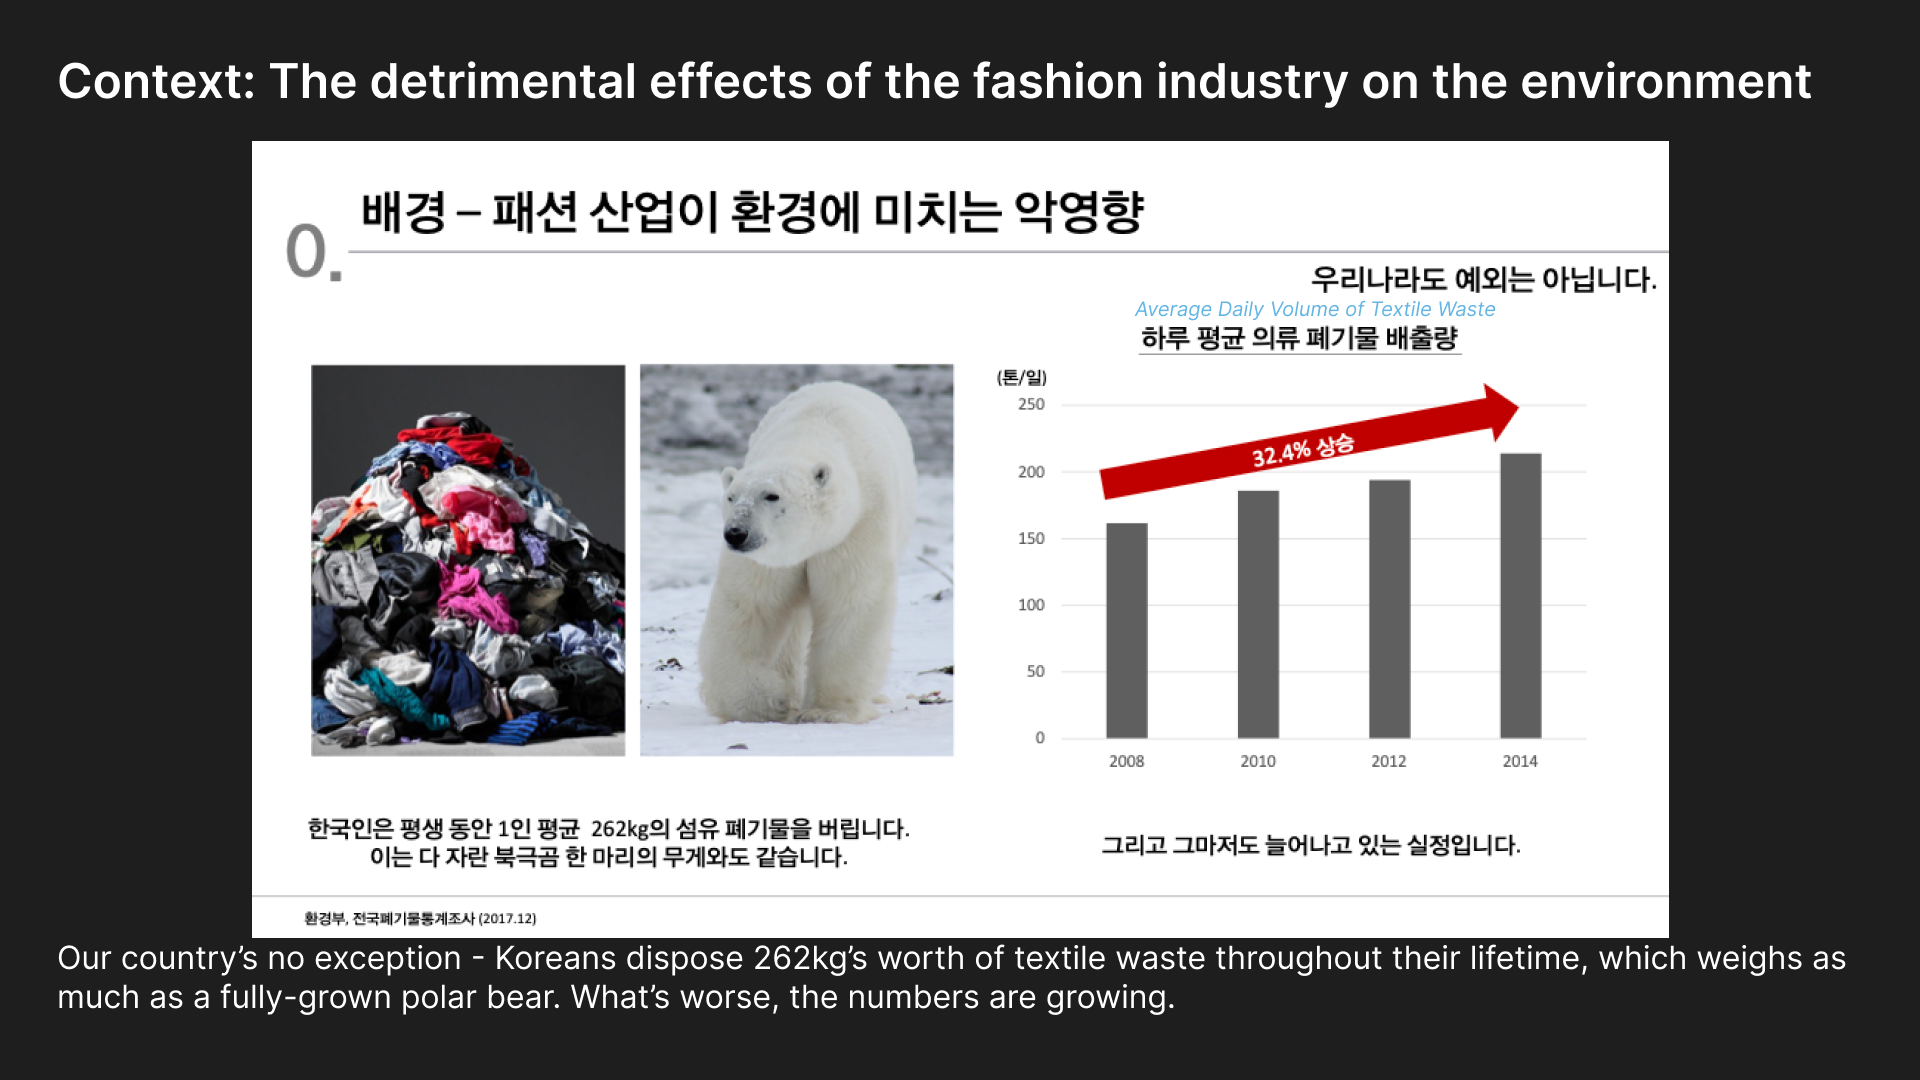 Context: The detrimental effects of the fashion industry on the environment
0.
배경 – 패션 산업이 환경에 미치는 악영향
우리나라도 예외는 아닙니다.
Average Daily Volume of Textile Waste
하루 평균 의류 폐기물 배출량
(톤/일)
250
200
150
100
50
0
32.4% 상승
2008
2010
2012
2014
한국인은 평생 동안 1인 평균 262kg의 섬유 폐기물을 버립니다.
이는 다 자란 북극곰 한 마리의 무게와도 같습니다.
그리고 그마저도 늘어나고 있는 실정입니다.
환경부, 전국폐기물통계조사 (2017.12)
Our country’s no exception - Koreans dispose 262kg’s worth of textile waste throughout their lifetime, which weighs as
much as a fully-grown polar bear. What’s worse, the numbers are growing.